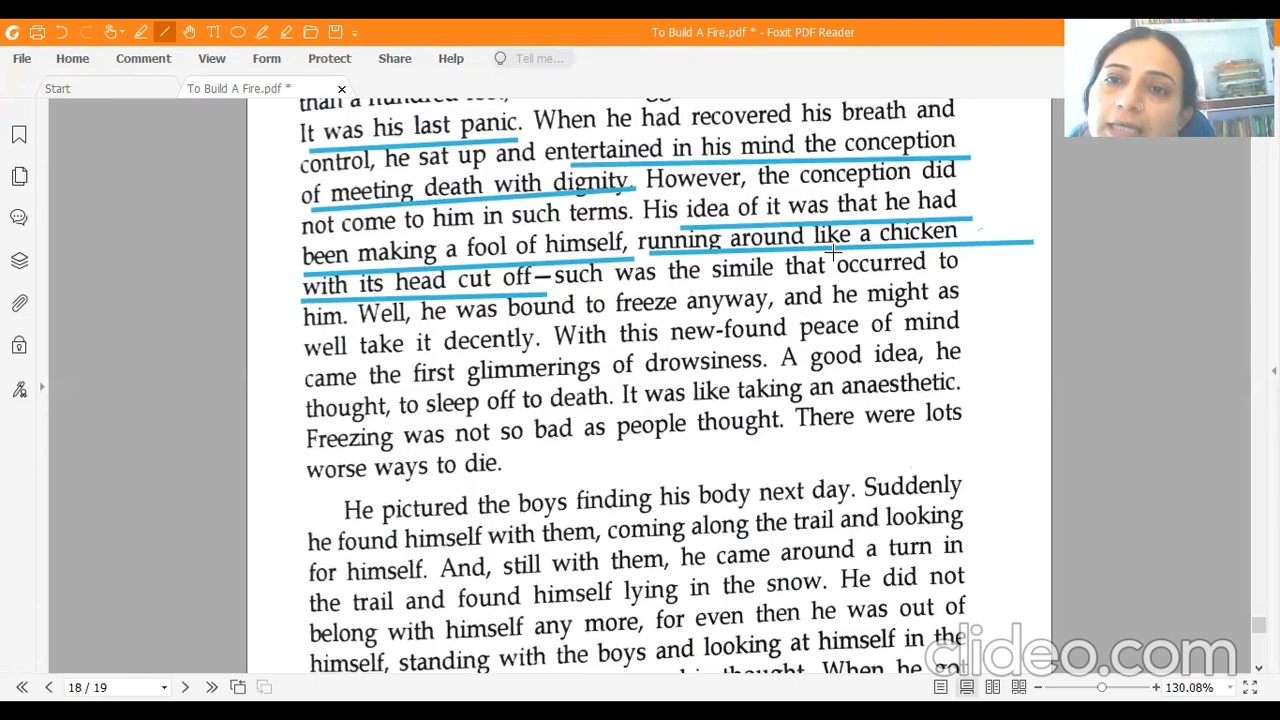 To Build A Fire.pdf * - Foxit PDF Reader
File Home Comment View Form Protect Share Help Tell me...
Start To Build A Fire.pdf *
than a hundred
It was his last panic. When he had recovered his breath and
control, he sat up and entertained in his mind the conception
of meeting death with dignity. However, the conception did
not come to him in such terms. His idea of it was that he had
been making a fool of himself, running around like a chicken
with its head cut off—such was the simile that occurred to
him. Well, he was bound to freeze anyway, and he might as
well take it decently. With this new-found peace of mind
came the first glimmerings of drowsiness. A good idea, he
thought, to sleep off to death. It was like taking an anaesthetic.
Freezing was not so bad as people thought. There were lots
worse ways to die.
He pictured the boys finding his body next day. Suddenly
he found himself with them, coming along the trail and looking
for himself. And, still with them, he came around a turn in
the trail and found himself lying in the snow. He did not
belong with himself any more, for even then he was out of
himself, standing with the boys and looking at himself in the
thought. When he go
clideo.com
18 / 19 130.08%